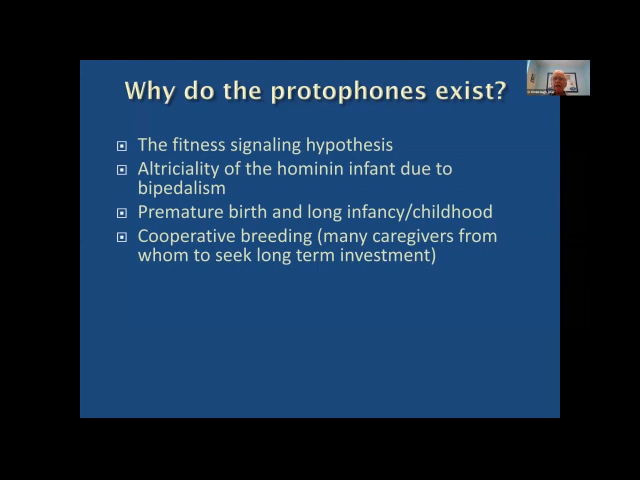 Why do the protophones exist?
The fitness signaling hypothesis
Altriciality of the hominin infant due to
bipedalism
Premature birth and long infancy/childhood
Cooperative breeding (many caregivers from
whom to seek long term investment)